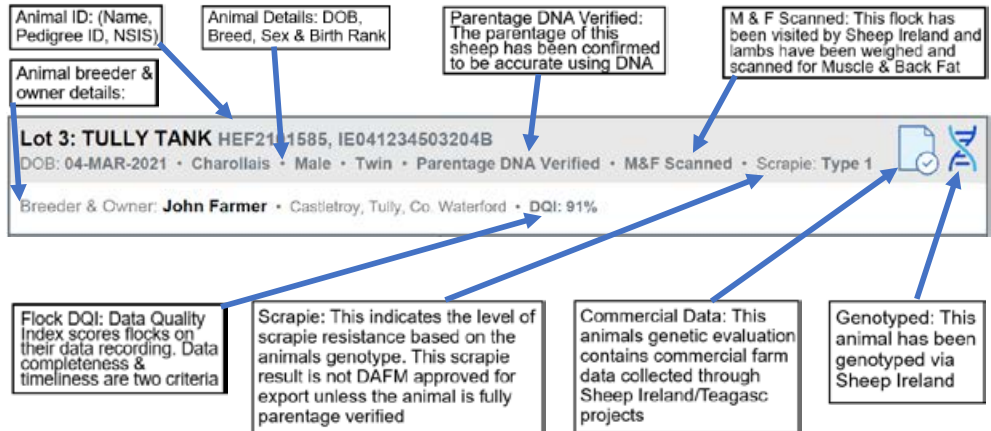 Animal ID: (Name,
Pedigree ID, NSIS)
Animal Details: DOB,
Breed, Sex & Birth Rank
Parentage DNA Verified:
The parentage of this
sheep has been confirmed
to be accurate using DNA
M & F Scanned: This flock has
been visited by Sheep Ireland and
lambs have been weighed and
scanned for Muscle & Back Fat
Animal breeder &
owner details:
Lot 3: TULLY TANK HEF2101585, IE041234503204B
DOB: 04-MAR-2021 • Charollais • Male • Twin • Parentage DNA Verified • M&F Scanned • Scrapie: Type 1
Breeder & Owner: John Farmer • Castletroy, Tully, Co. Waterford • DQI: 91%
Flock DQI: Data Quality
Index scores flocks on
their data recording. Data
completeness &
timeliness are two criteria
Scrapie: This indicates the level of
scrapie resistance based on the
animals genotype. This scrapie
result is not DAFM approved for
export unless the animal is fully
parentage verified
Commercial Data: This
animals genetic evaluation
contains commercial farm
data collected through
Sheep Ireland/Teagasc
projects
Genotyped: This
animal has been
genotyped via
Sheep Ireland